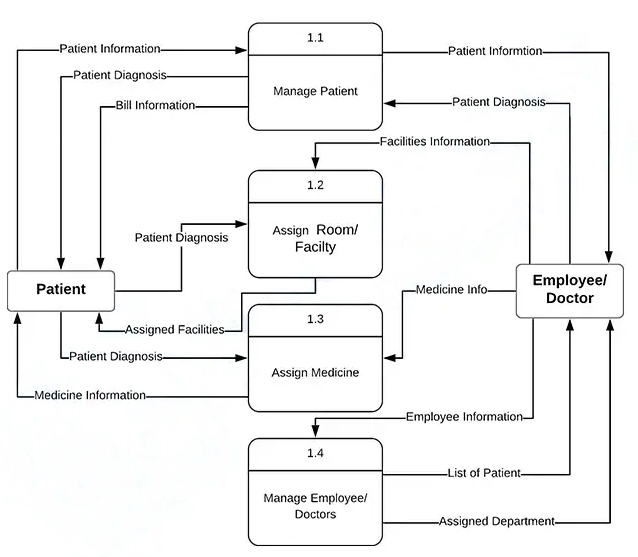 1.1
Patient Information
Patient Informtion
Patient Diagnosis
Manage Patient
Bill Information
Patient Diagnosis
Facilities Information
1.2
Patient Diagnosis
Assign Room/
Facilty
Patient
Employee/
Doctor
Medicine Info
Assigned Facilities
1.3
Patient Diagnosis
Assign Medicine
Medicine Information
Employee Information
1.4
List of Patient
Manage Employee/
Doctors
Assigned Department